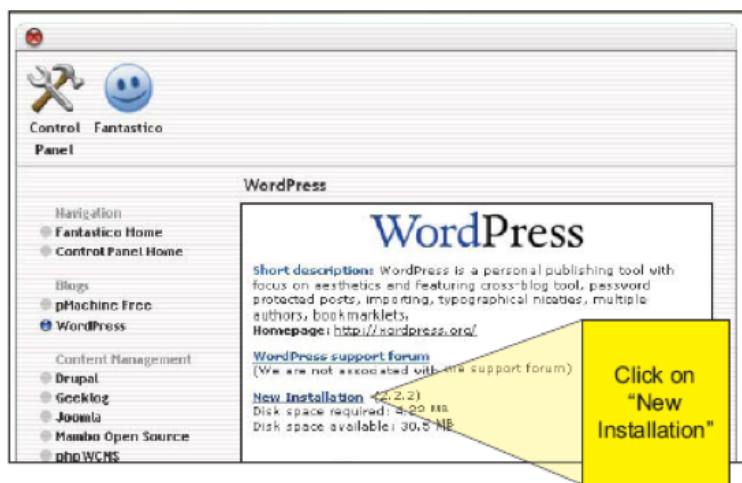 Control Fantastico
Panel
WordPress
Navigation
Fantastico Home
Control Panel Home
Blogs
pMachine Free
WordPress
Content Management
Drupal
Geeklog
Joomla
Mambo Open Source
phpWCMS
WordPress
Short description: WordPress is a personal publishing tool with
focus on aesthetics and featuring cross-blog tool, password
protected posts, importing, typographical niceties, multiple
authors, bookmarklets.
Homepage: http://wordpress.org/
WordPress support forum
(We are not associated with the support forum)
New Installation (2.2.2)
Disk space required: 4.22 MB
Disk space available: 30.5 MB
Click on
“New
Installation”